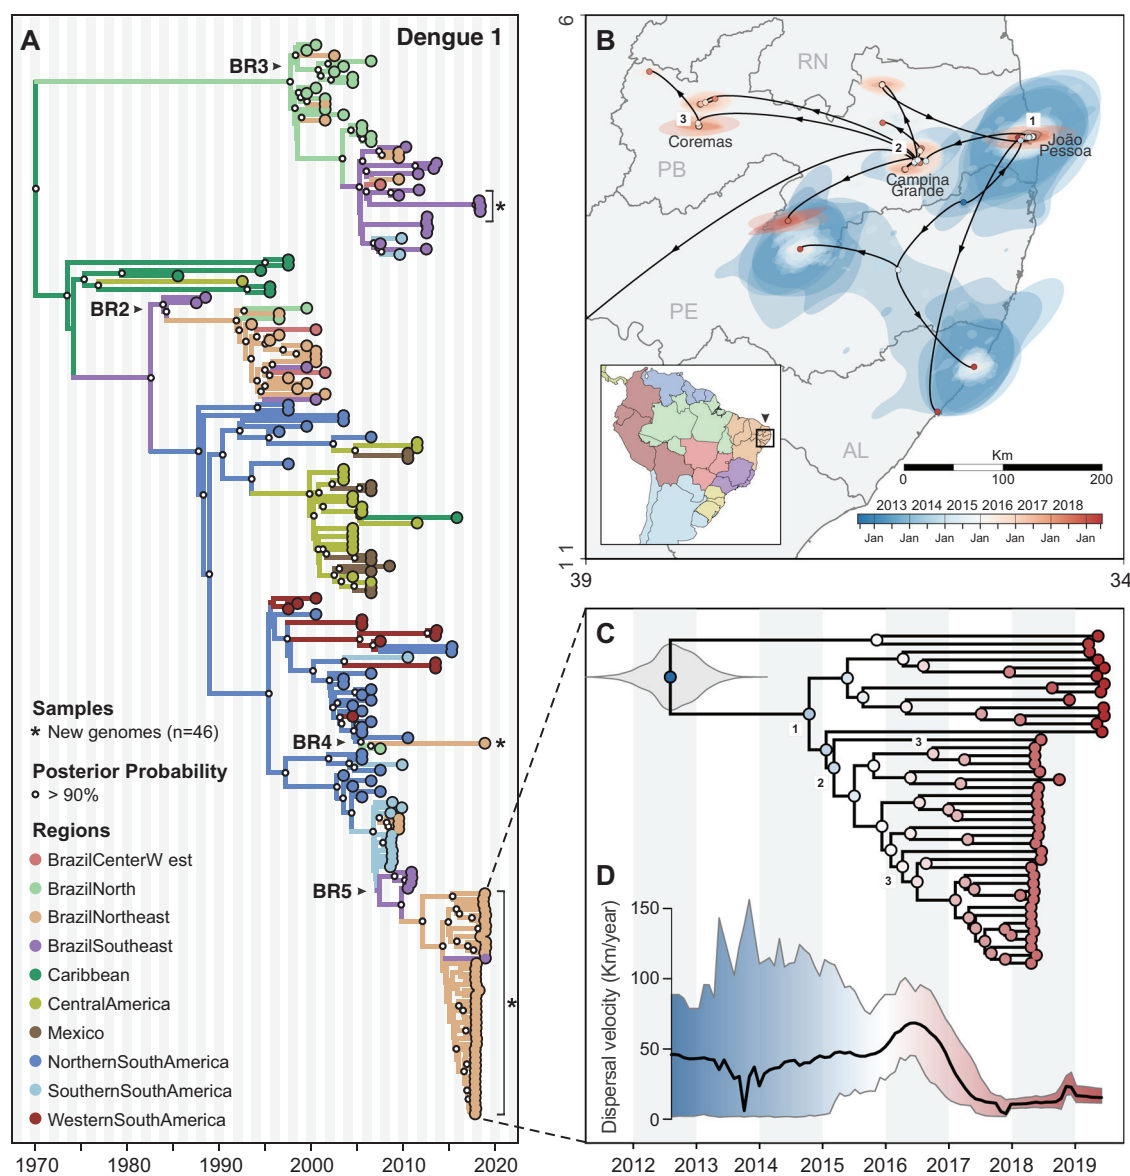 A
Dengue 1
BR3
*
BR2
BR4
*
BR5
*
Samples
* New genomes (n=46)
Posterior Probability
> 90%
Regions
BrazilCenterW est
BrazilNorth
BrazilNortheast
BrazilSoutheast
Caribbean
CentralAmerica
Mexico
NorthernSouthAmerica
SouthernSouthAmerica
WesternSouthAmerica
1970 1980 1990 2000 2010 2020
B
6
11
39
34
RN
PB
PE
AL
1
2
3
João
Pessoa
Coremas
Campina
Grande
Km
0 100 200
2013 2014 2015 2016 2017 2018
Jan Jan Jan Jan Jan Jan
C
1
2
3
3
D
Dispersal velocity (Km/year)
150
100
50
0
2012 2013 2014 2015 2016 2017 2018 2019